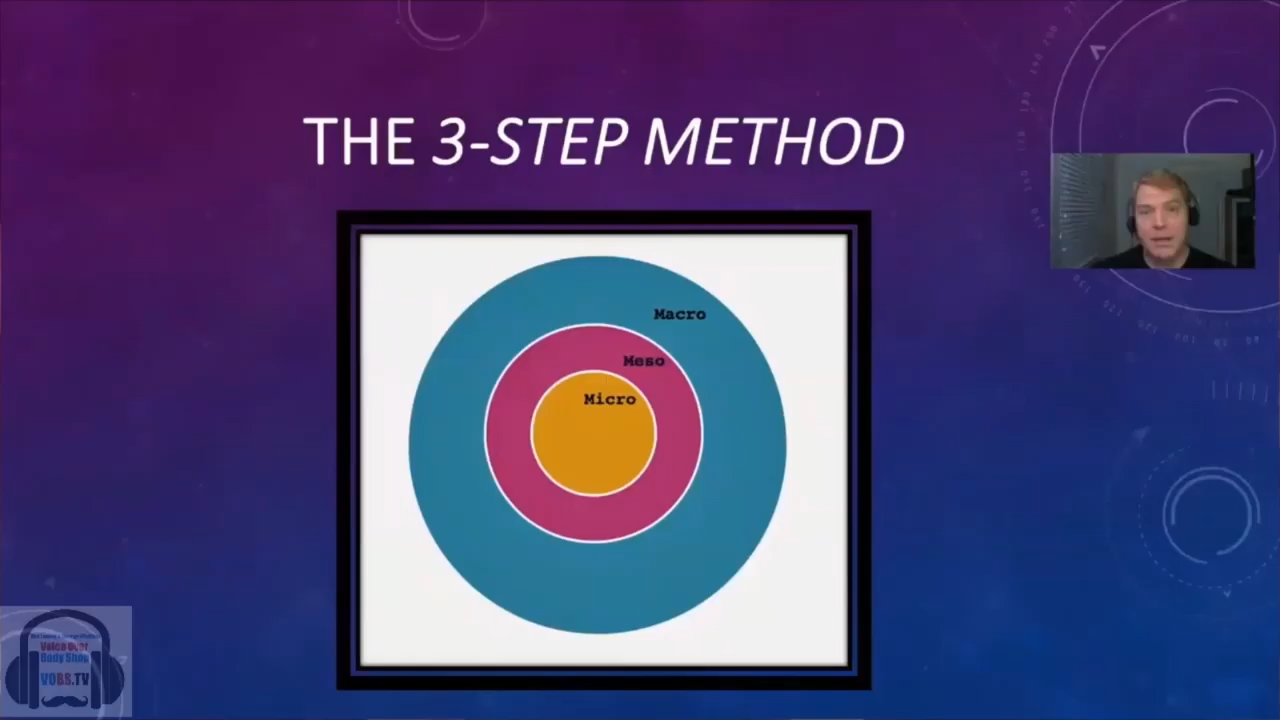 THE 3-STEP METHOD
Macro
Meso
Micro
Voice Over
Body Shop
VOBS.TV